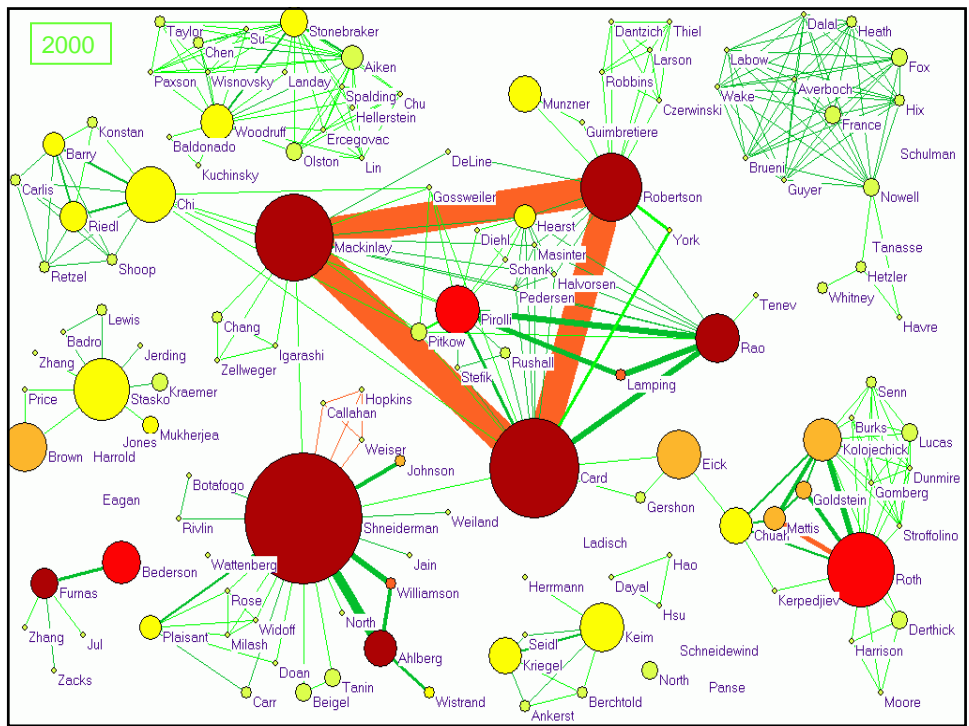 2000
Taylor
Su
Stonebraker
Chen
Aiken
Paxson
Wisnovsky
Landay
Spalding
Chu
Hellerstein
Woodruff
Ercegovac
Baldonado
Olston
Lin
Kuchinsky
Dantzich
Thiel
Larson
Robbins
Czerwinski
Munzner
Guimbretiere
Dalal
Heath
Labow
Fox
Averboch
Wake
Hix
France
Schulman
Brueni
Guyer
Nowell
Tanasse
Hetzler
Whitney
Havre
Konstan
Barry
Carlis
Chi
Riedl
Retzel
Shoop
DeLine
Gossweiler
Robertson
Mackinlay
Diehl
Hearst
York
Masinter
Schank
Halvorsen
Pedersen
Pirolli
Tenev
Chang
Pitkow
Rao
Igarashi
Rushall
Zellweger
Stefik
Lamping
Lewis
Badro
Zhang
Jerding
Stasko
Kraemer
Price
Mukherjea
Jones
Brown
Harrold
Hopkins
Callahan
Weiser
Johnson
Card
Eick
Gershon
Senn
Burks
Lucas
Kolojechick
Dunmire
Goldstein
Gomberg
Mattis
Chuah
Stroffolino
Roth
Kerpedjiev
Derthick
Harrison
Moore
Eagan
Botafogo
Rivlin
Shneiderman
Weiland
Ladisch
Wattenberg
Jain
Bederson
Furnas
Rose
Williamson
Zhang
Jul
Plaisant
Widoff
North
Milash
Ahlberg
Zacks
Doan
Carr
Beigel
Tanin
Wistrand
Herrmann
Dayal
Hao
Hsu
Seidl
Keim
Kriegel
Schneidewind
North
Panse
Berchtold
Ankerst